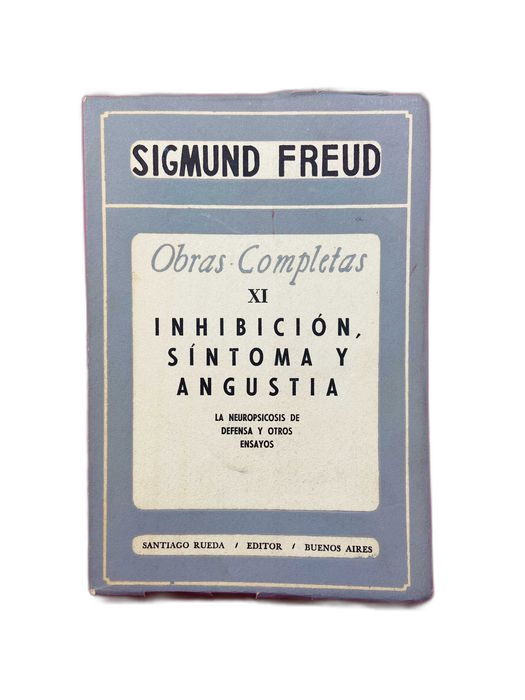 SIGMUND FREUD
Obras Completas
XI
INHIBICIÓN,
SÍNTOMA Y
ANGUSTIA
LA NEUROPSICOSIS DE
DEFENSA Y OTROS
ENSAYOS
SANTIAGO RUEDA / EDITOR / BUENOS AIRES